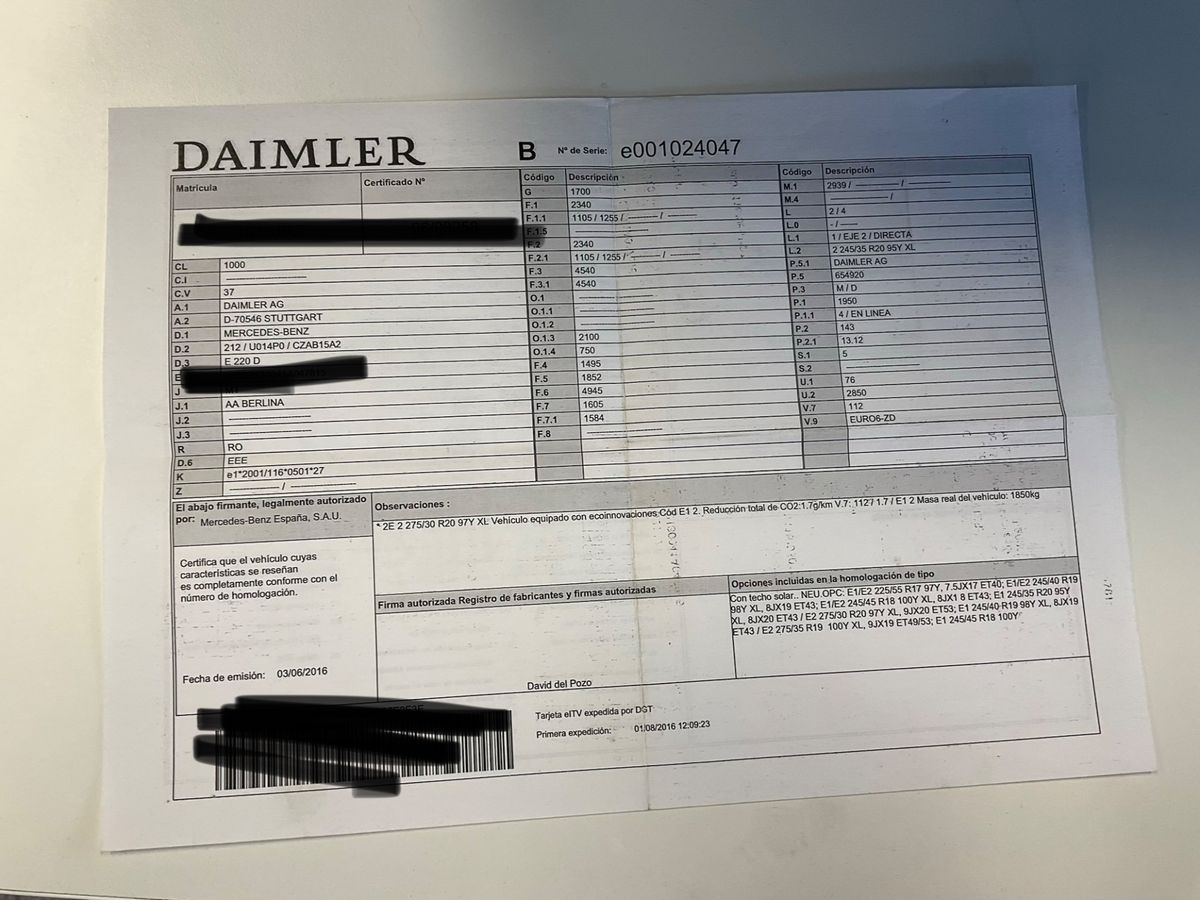 DAIMLER
B Nº de Serie: e001024047
Matrícula Certificado Nº
CL 1000
C.I
C.V 37
A.1 DAIMLER AG
A.2 D-70546 STUTTGART
D.1 MERCEDES-BENZ
D.2 212 / U014P0 / CZAB15A2
D.3 E 220 D
E
J
J.1 AA BERLINA
J.2
J.3
R RO
D.6 EEE
K e1*2001/116*0501*27
Z /
Código Descripción
G 1700
F.1 2340
F.1.1 1105 / 1255 / /
F.1.5
F.2 2340
F.2.1 1105 / 1255 / /
F.3 4540
F.3.1 4540
O.1
O.1.1
O.1.2
O.1.3 2100
O.1.4 750
F.4 1495
F.5 1852
F.6 4945
F.7 1605
F.7.1 1584
F.8
Código Descripción
M.1 2939 / /
M.4 /
L 2 / 4
L.0 - /
L.1 1 / EJE 2 / DIRECTA
L.2 2 245/35 R20 95Y XL
P.5.1 DAIMLER AG
P.5 654920
P.3 M / D
P.1 1950
P.1.1 4 / EN LINEA
P.2 143
P.2.1 13.12
S.1 5
S.2
U.1 76
U.2 2850
V.7 112
V.9 EURO6-ZD
El abajo firmante, legalmente autorizado
por: Mercedes-Benz España, S.A.U.
Certifica que el vehículo cuyas
características se reseñan
es completamente conforme con el
número de homologación.
Fecha de emisión: 03/06/2016
Observaciones :
* 2E 2 275/30 R20 97Y XL Vehículo equipado con ecoinnovaciones Cód E1 2. Reducción total de CO2:1.7g/km V.7: 112? 1.7 / E1 2 Masa real del vehículo: 1850kg
Firma autorizada Registro de fabricantes y firmas autorizadas
David del Pozo
Opciones incluidas en la homologación de tipo
Con techo solar.. NEU.OPC: E1/E2 225/55 R17 97Y, 7.5JX17 ET40; E1/E2 245/40 R19
98Y XL, 8JX19 ET43; E1/E2 245/45 R18 100Y XL, 8JX1 8 ET43; E1 245/35 R20 95Y
XL, 8JX20 ET43 / E2 275/30 R20 97Y XL, 9JX20 ET53; E1 245/40 R19 98Y XL, 8JX19
ET43 / E2 275/35 R19 100Y XL, 9JX19 ET49/53; E1 245/45 R18 100Y
Tarjeta eITV expedida por DGT
Primera expedición: 01/08/2016 12:09:23